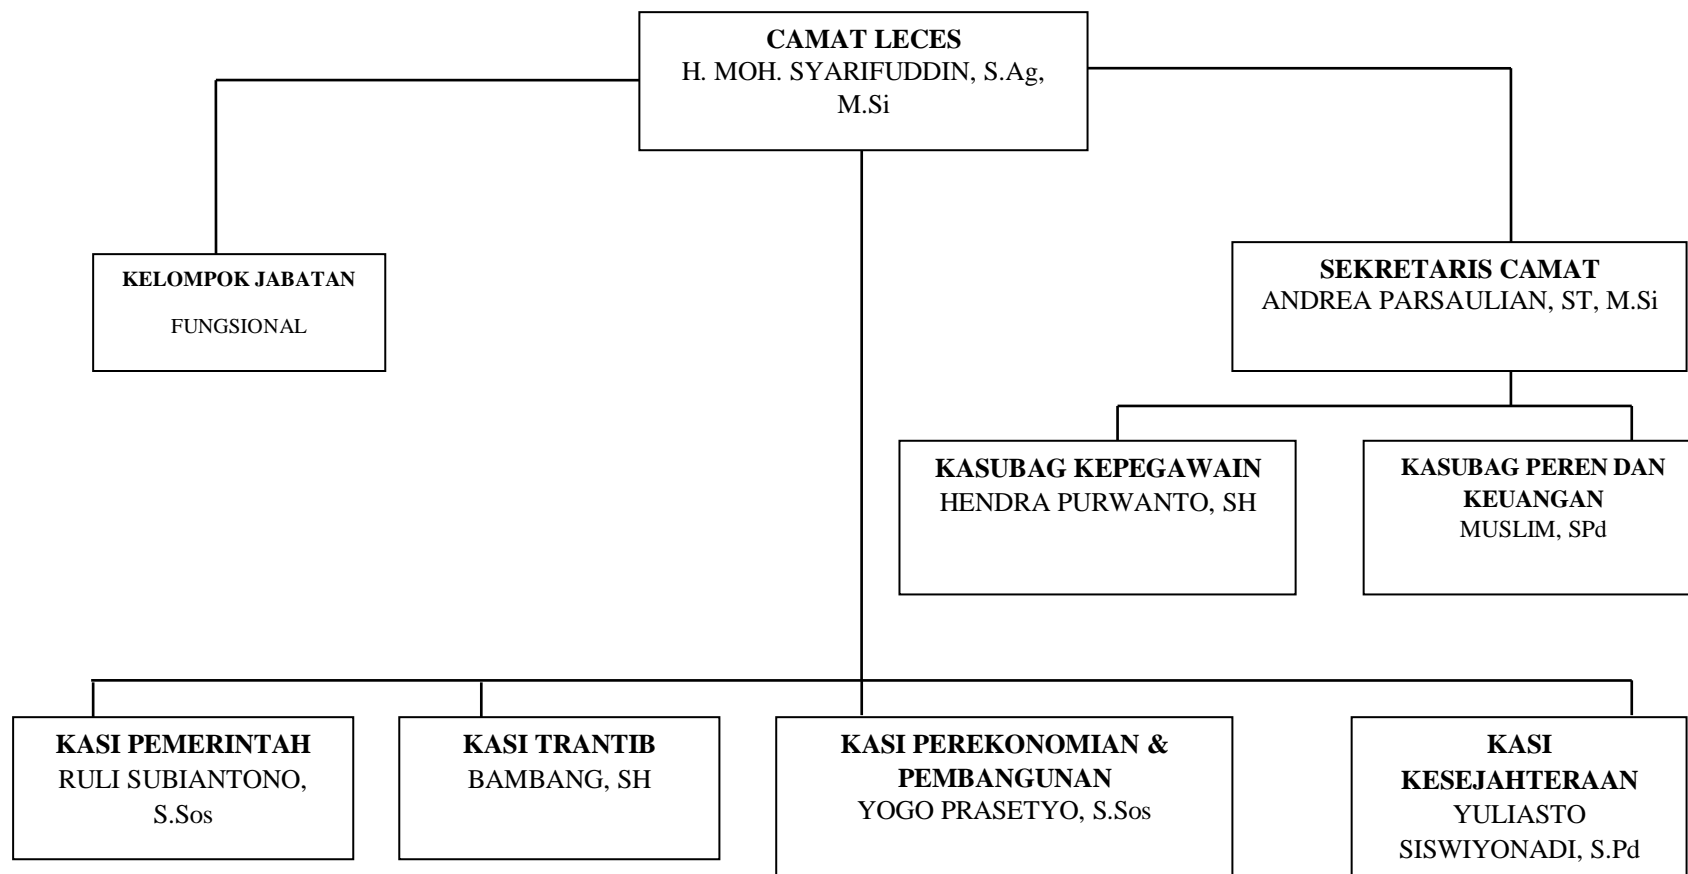 CAMAT LECES
H. MOH. SYARIFUDDIN, S.Ag,
M.Si
KELOMPOK JABATAN
FUNGSIONAL
SEKRETARIS CAMAT
ANDREA PARSAULIAN, ST, M.Si
KASUBAG KEPEGAWAIN
HENDRA PURWANTO, SH
KASUBAG PEREN DAN
KEUANGAN
MUSLIM, SPd
KASI PEMERINTAH
RULI SUBIANTONO,
S.Sos
KASI TRANTIB
BAMBANG, SH
KASI PEREKONOMIAN &
PEMBANGUNAN
YOGO PRASETYO, S.Sos
KASI
KESEJAHTERAAN
YULIASTO
SISWIYONADI, S.Pd